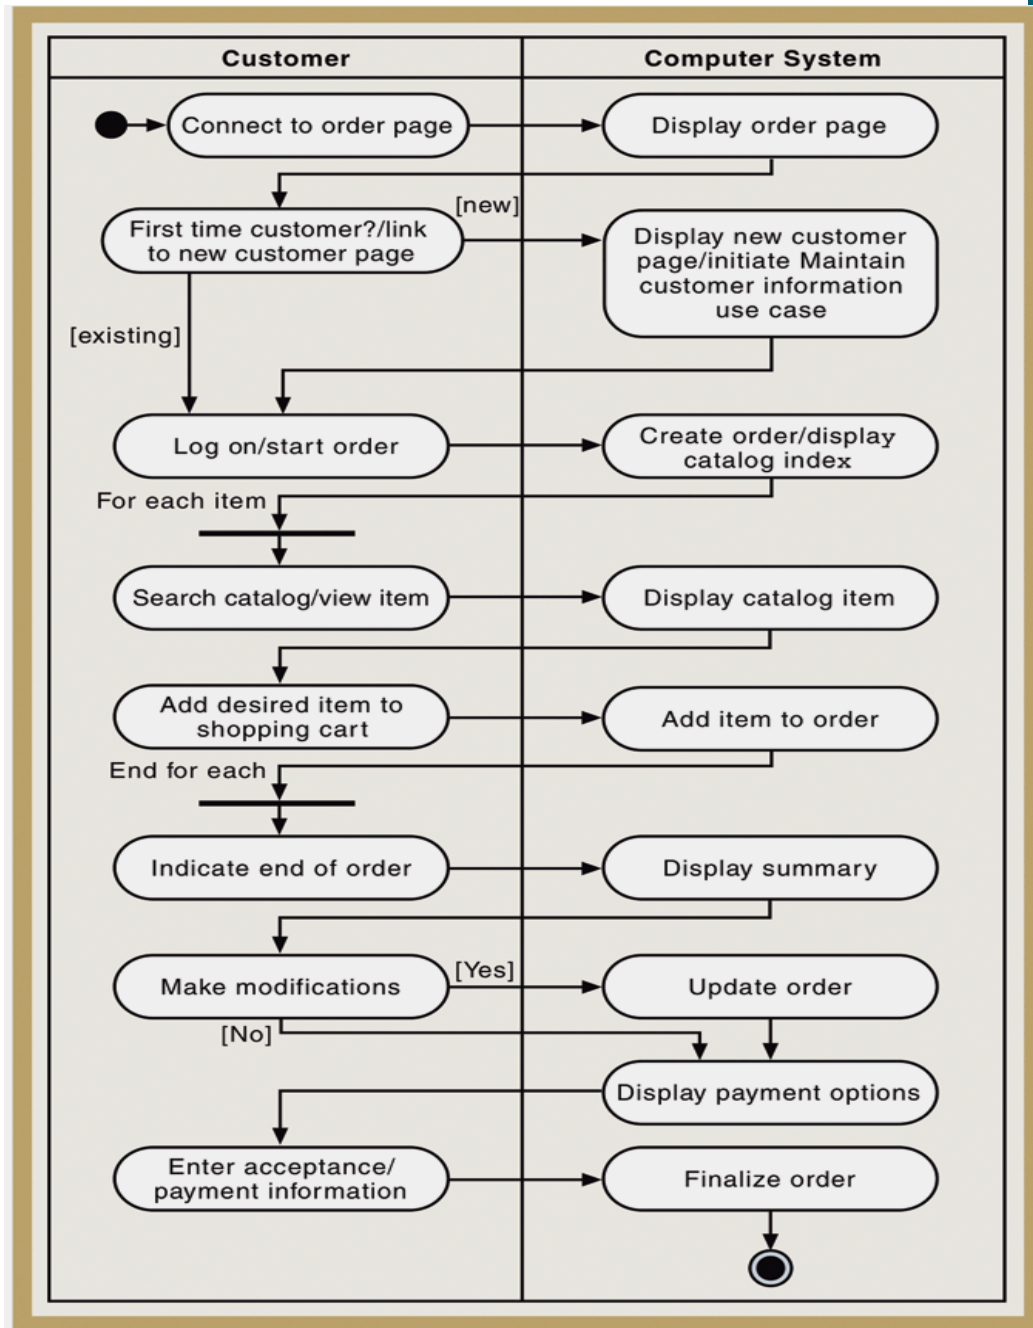 Customer
Computer System
Connect to order page
Display order page
First time customer?/link
to new customer page
[new]
Display new customer
page/initiate Maintain
customer information
use case
[existing]
Log on/start order
Create order/display
catalog index
For each item
Search catalog/view item
Display catalog item
Add desired item to
shopping cart
Add item to order
End for each
Indicate end of order
Display summary
Make modifications
[Yes]
Update order
[No]
Display payment options
Enter acceptance/
payment information
Finalize order